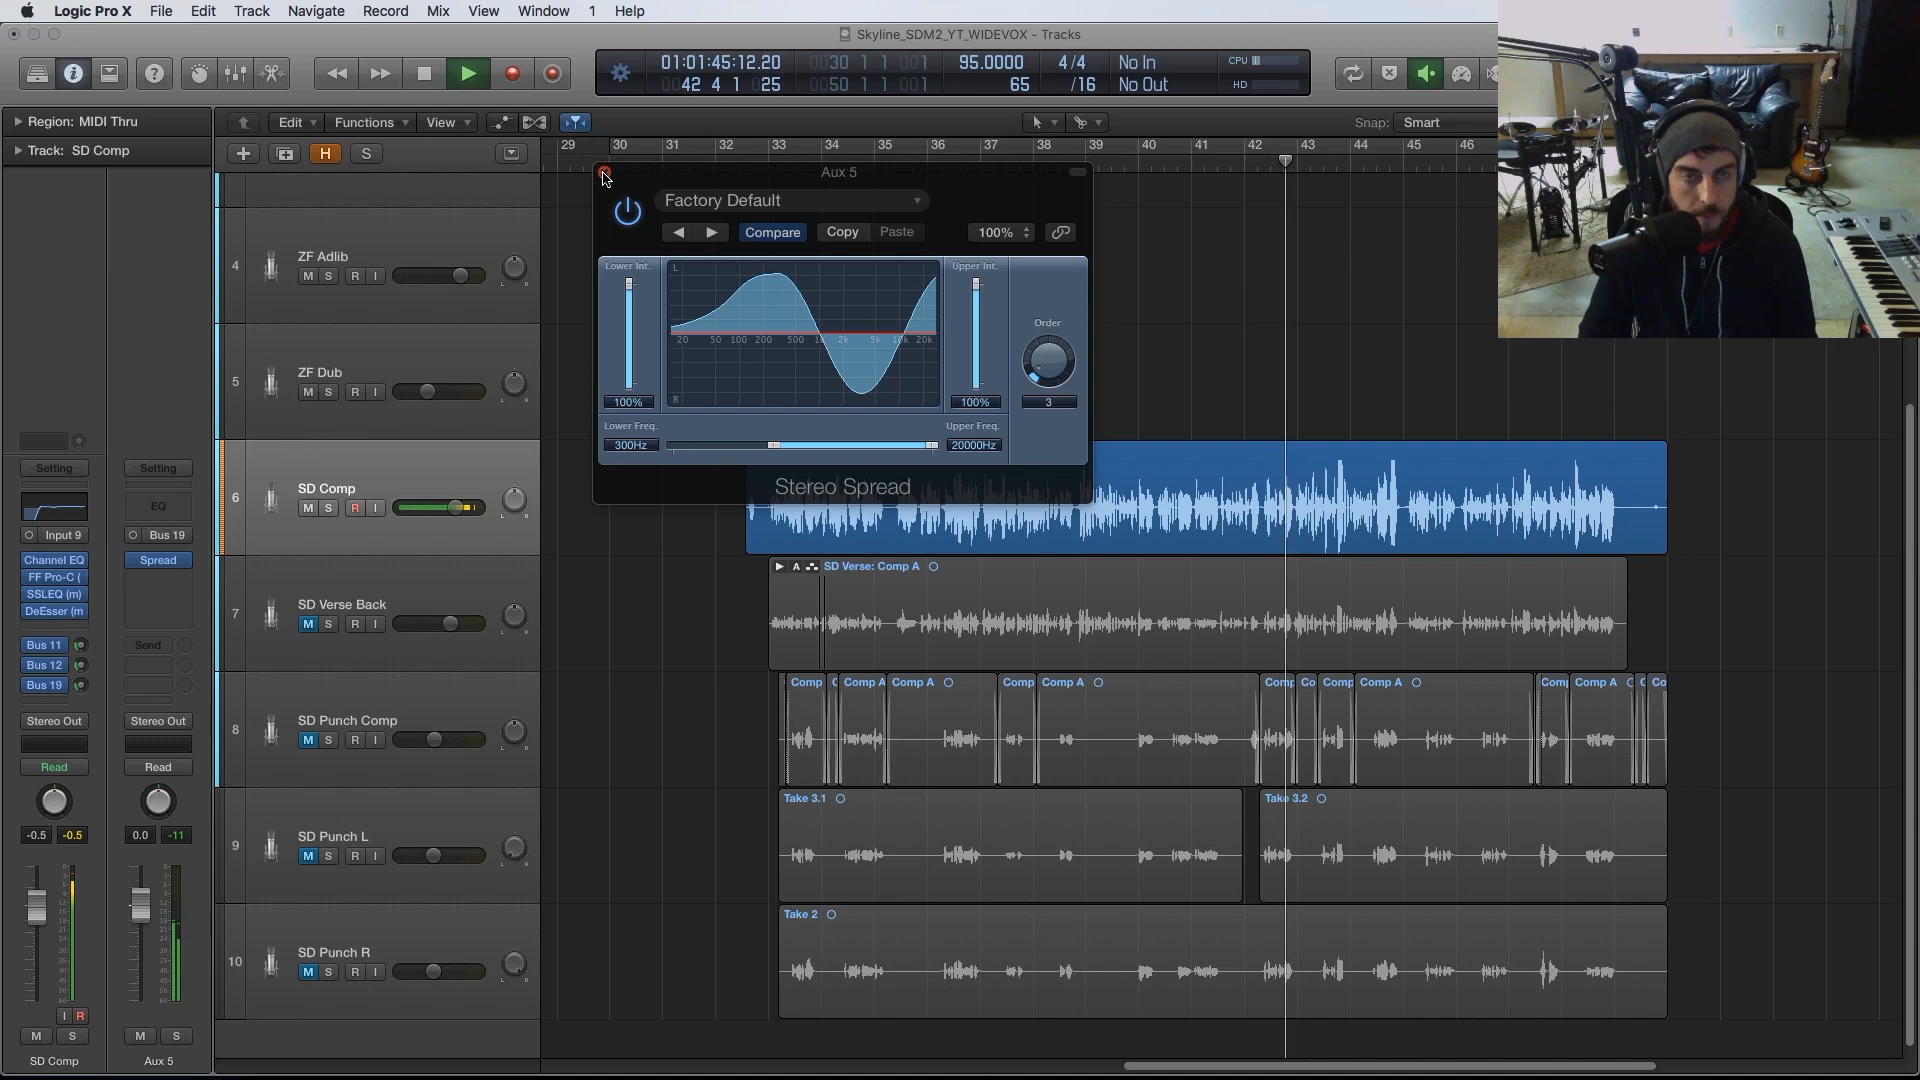 Logic Pro X File Edit Track Navigate Record Mix View Window 1 Help
Skyline_SDM2_YT_WIDEVOX - Tracks
01:01:45:12.20 0030 1 1 001 95.0000 4/4 No In CPU
42 4 1 025 0050 1 1 001 65 /16 No Out HD
Region: MIDI Thru
Track: SD Comp
Edit Functions View Snap: Smart
H S
29 30 31 32 33 34 35 36 37 38 39 40 41 42 43 44 45 46
Aux 5
Factory Default
Compare Copy Paste 100%
Lower Int. L Upper Int.
Order
20 50 100 200 500 1k 2k 5k 10k 20k
R
100% 100% 3
Lower Freq. Upper Freq.
300Hz 20000Hz
Stereo Spread
4 ZF Adlib
M S R I
L R
5 ZF Dub
M S R I
L R
6 SD Comp
M S R I
L R
7 SD Verse Back
M S R I
L R
A SD Verse: Comp A
8 SD Punch Comp
M S R I
L R
Comp C Comp A Comp A Comp Comp A Comp Co Comp Comp A Comp Comp A C Co
9 SD Punch L
M S R I
L R
Take 3.1 Take 3.2
10 SD Punch R
M S R I
L R
Take 2
Setting Setting
EQ
Input 9 Bus 19
Channel EQ Spread
FF Pro-C (
SSLEQ (m)
DeEsser (m
Bus 11 Send
Bus 12
Bus 19
Stereo Out Stereo Out
Read Read
-0.5 -0.5 0.0 -11
I R
M S M S
SD Comp Aux 5